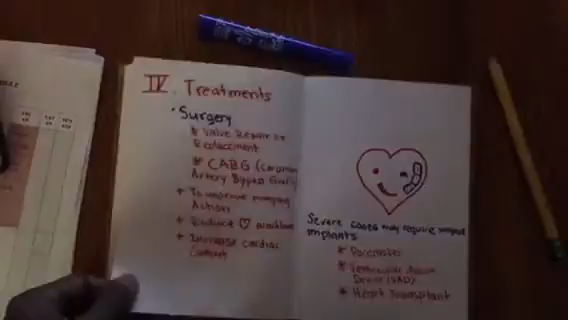 IV. Treatments
• Surgery
* Valve Repair or
Replacement
* CABG (Coronary
Artery Bypass Graft)
* To improve pumping
Action
* Reduce ♡ workload
* Increase cardiac
Output
Severe cases may require
implants
* Pacemaker
* Ventricular Assist
Device (VAD)
* Heart Transplant